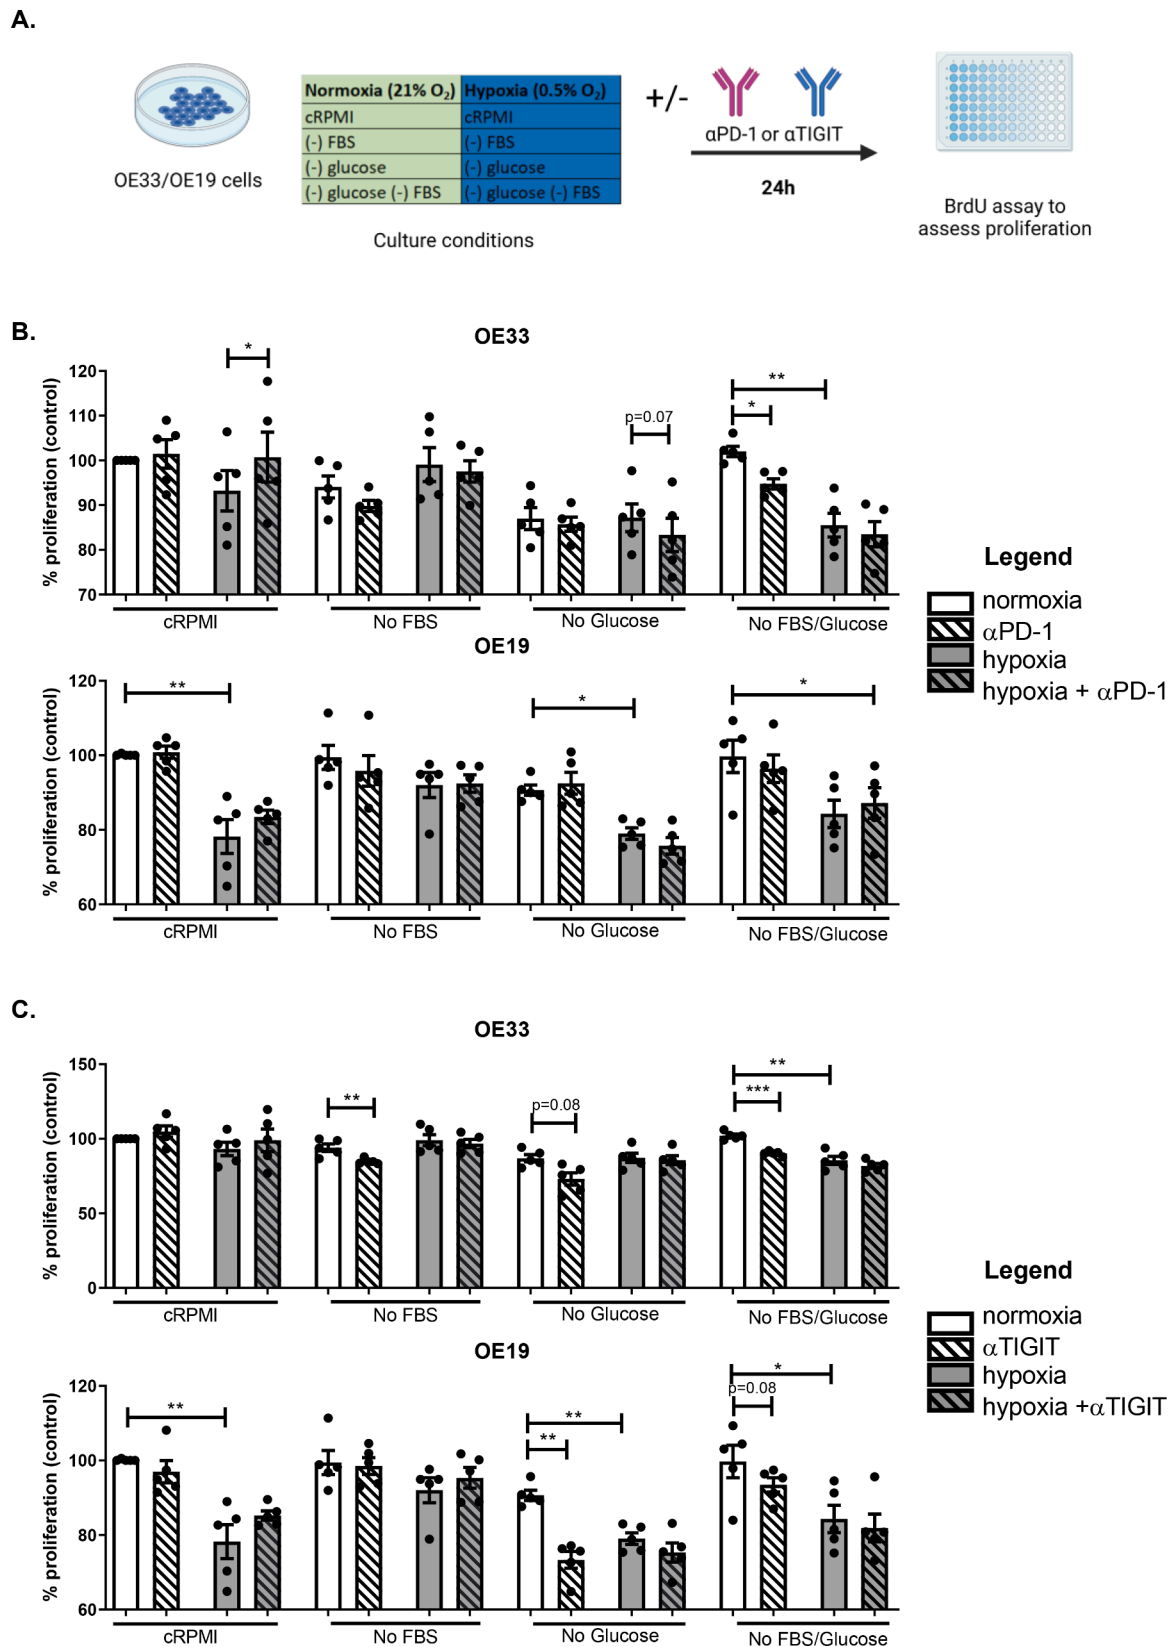 A.
Normoxia (21% O₂) Hypoxia (0.5% O₂)
cRPMI cRPMI
(-) FBS (-) FBS
(-) glucose (-) glucose
(-) glucose (-) FBS (-) glucose (-) FBS
OE33/OE19 cells
Culture conditions
+/-
αPD-1 or αTIGIT
24h
BrdU assay to
assess proliferation
B.
OE33
% proliferation (control)
120
110
100
90
80
70
*
p=0.07
**
*
cRPMI No FBS No Glucose No FBS/Glucose
OE19
% proliferation (control)
120
100
80
60
**
*
*
cRPMI No FBS No Glucose No FBS/Glucose
Legend
normoxia
αPD-1
hypoxia
hypoxia + αPD-1
C.
OE33
% proliferation (control)
150
100
50
0
**
p=0.08
**
***
cRPMI No FBS No Glucose No FBS/Glucose
OE19
% proliferation (control)
120
100
80
60
**
**
**
*
p=0.08
cRPMI No FBS No Glucose No FBS/Glucose
Legend
normoxia
αTIGIT
hypoxia
hypoxia +αTIGIT